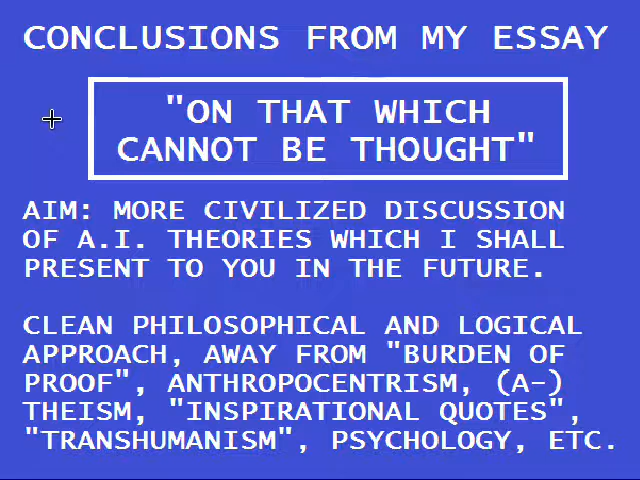 CONCLUSIONS FROM MY ESSAY
"ON THAT WHICH
CANNOT BE THOUGHT"
AIM: MORE CIVILIZED DISCUSSION
OF A.I. THEORIES WHICH I SHALL
PRESENT TO YOU IN THE FUTURE.
CLEAN PHILOSOPHICAL AND LOGICAL
APPROACH, AWAY FROM "BURDEN OF
PROOF", ANTHROPOCENTRISM, (A-)
THEISM, "INSPIRATIONAL QUOTES",
"TRANSHUMANISM", PSYCHOLOGY, ETC.